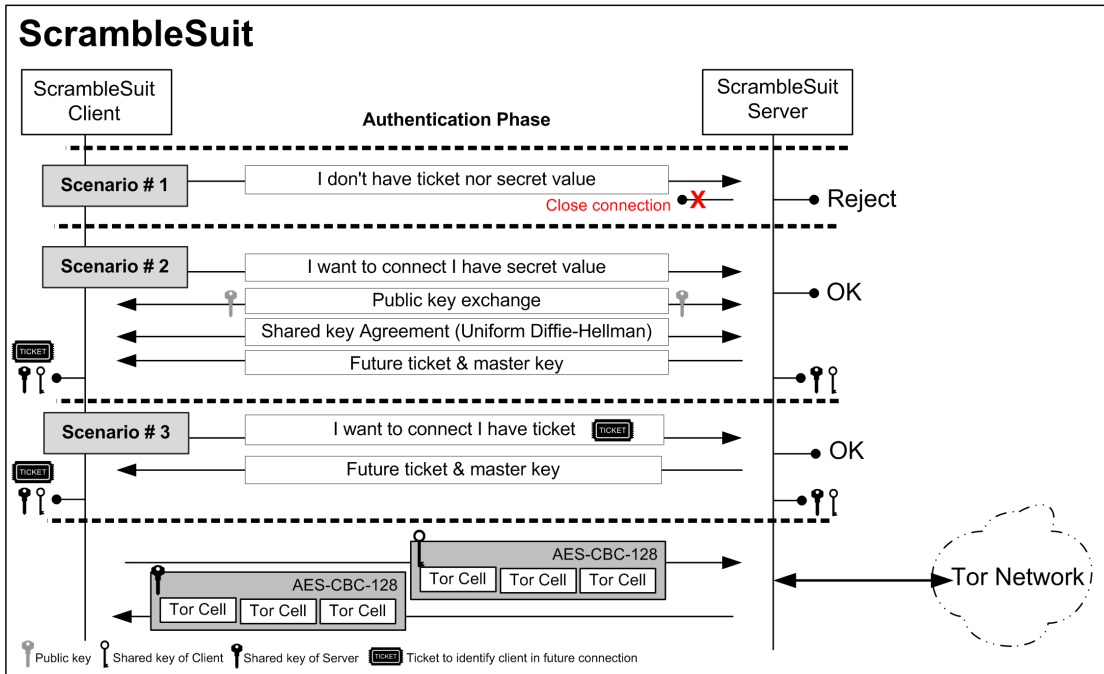 ScrambleSuit
ScrambleSuit
Client
ScrambleSuit
Server
Authentication Phase
Scenario # 1
I don't have ticket nor secret value
Close connection
X
Reject
Scenario # 2
I want to connect I have secret value
OK
Public key exchange
Shared key Agreement (Uniform Diffie-Hellman)
TICKET
Future ticket & master key
Scenario # 3
I want to connect I have ticket TICKET
OK
TICKET
Future ticket & master key
AES-CBC-128
Tor Cell Tor Cell Tor Cell
AES-CBC-128
Tor Cell Tor Cell Tor Cell
Tor Network
Public key Shared key of Client Shared key of Server TICKET Ticket to identify client in future connection